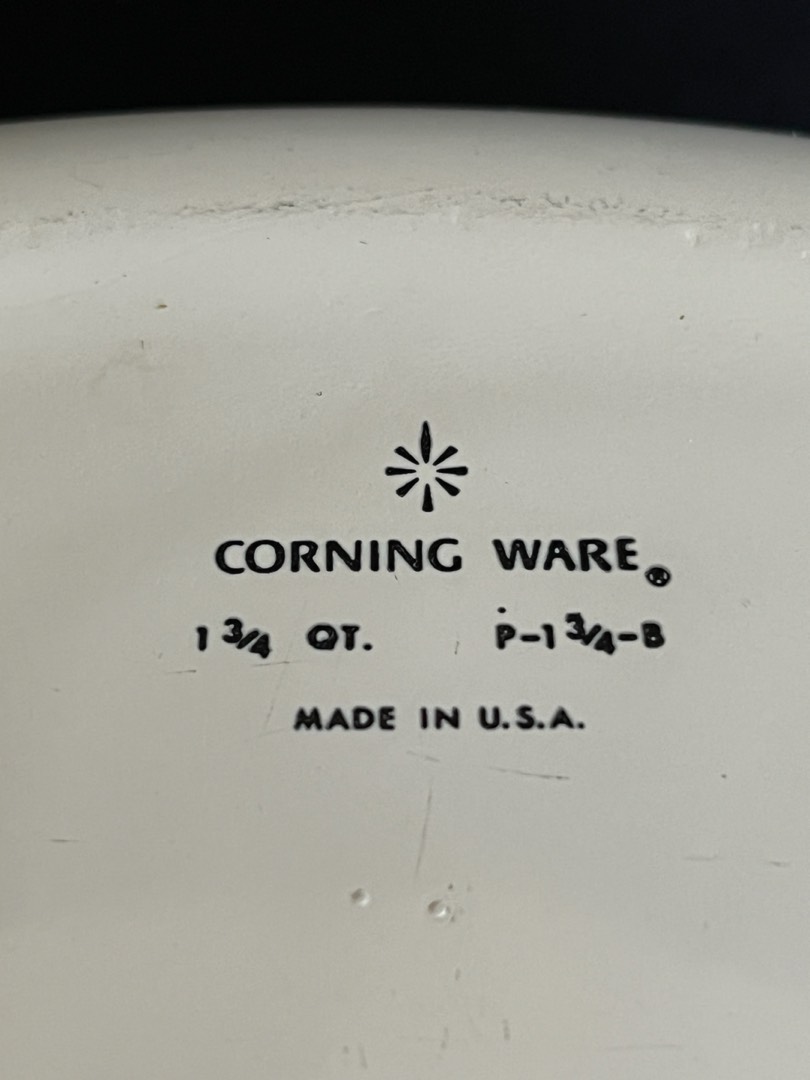 CORNING WARE®
1 3/4 QT. P-1 3/4-B
MADE IN U.S.A.